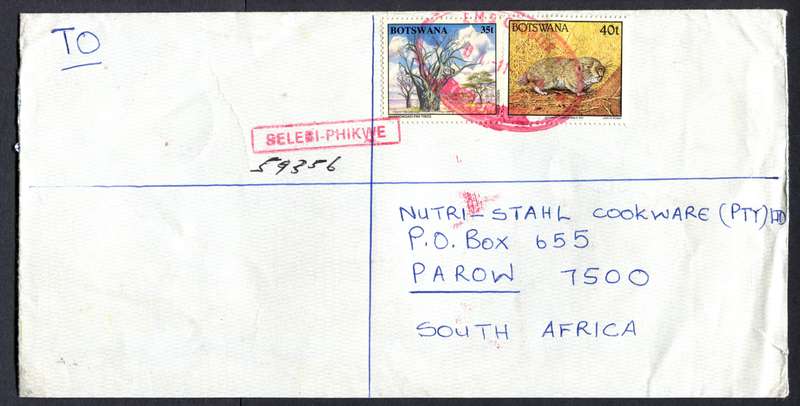 TO
BOTSWANA 35t
BOTSWANA 40t
SELEBI-PHIKWE
59356
NUTRI-STAHL COOKWARE (PTY) LTD
P.O. BOX 655
PAROW 7500
SOUTH AFRICA